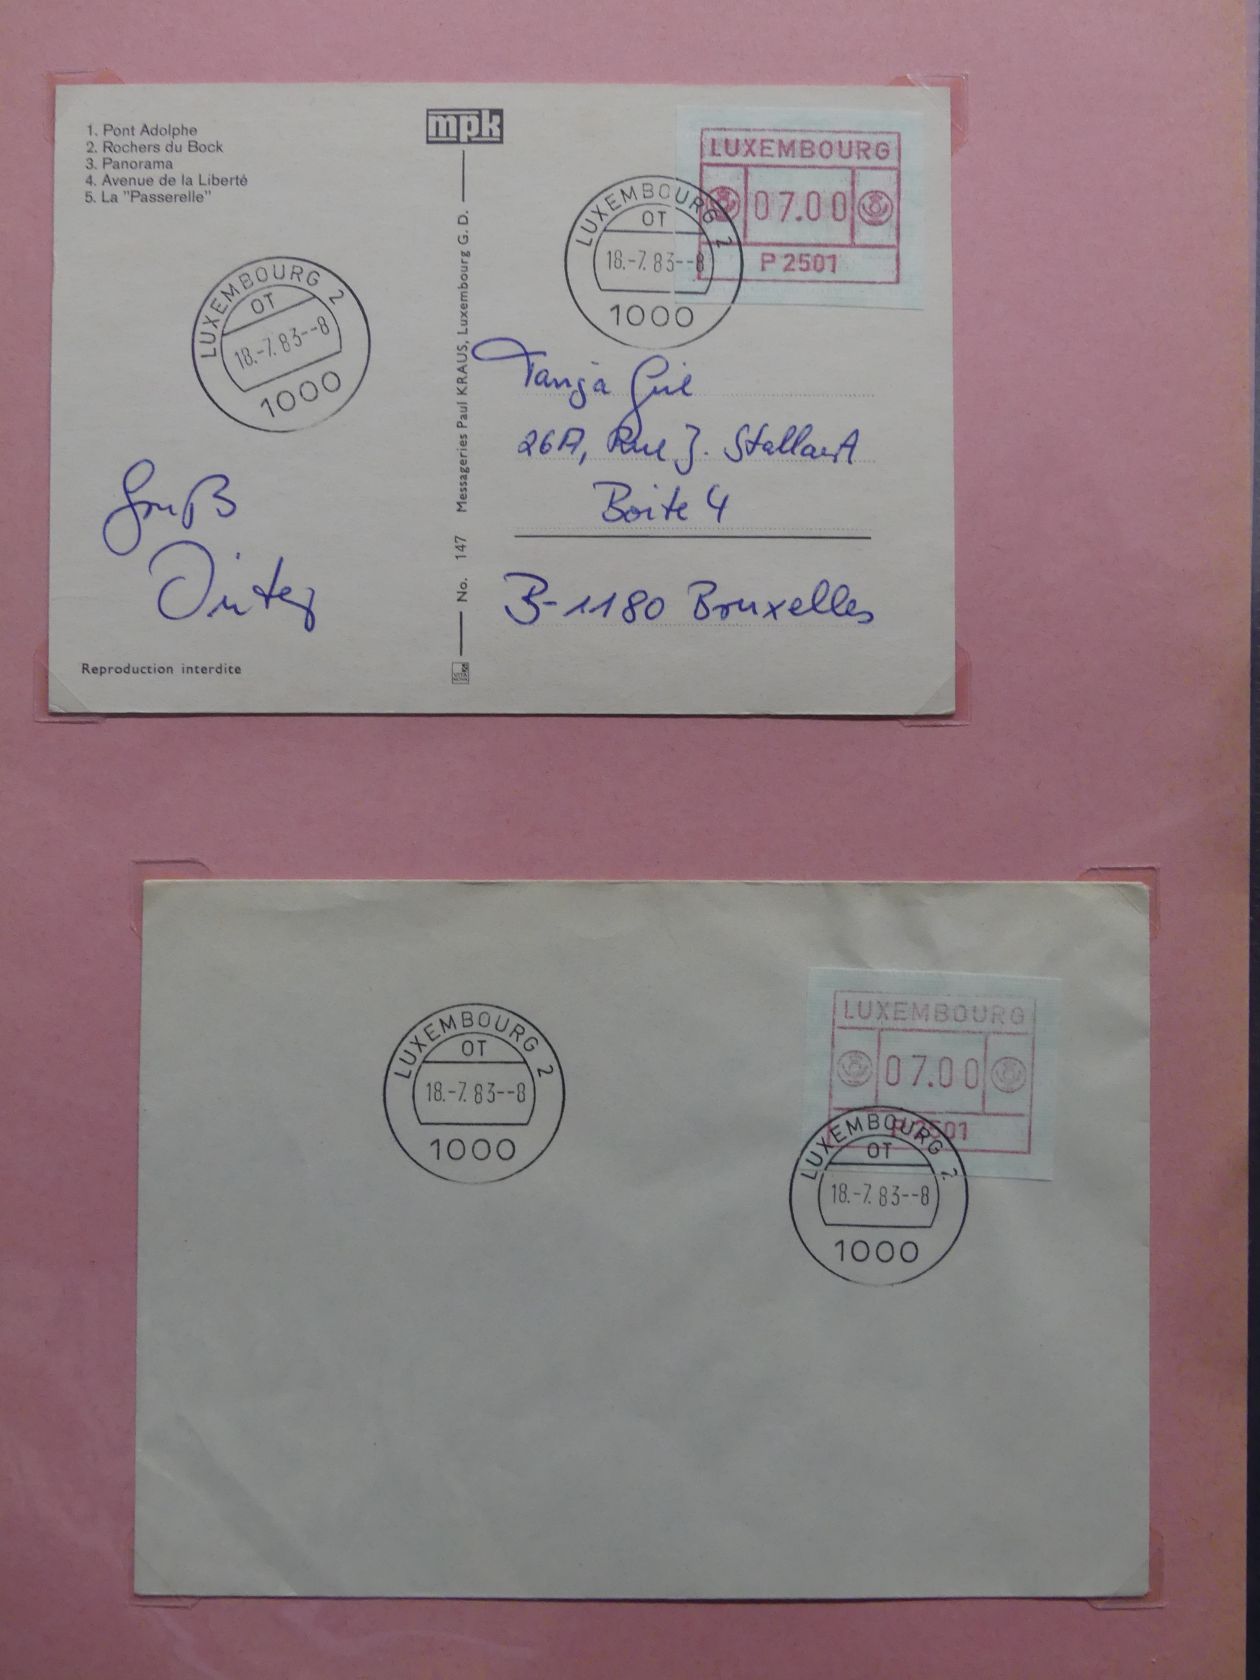 1. Pont Adolphe
2. Rochers du Bock
3. Panorama
4. Avenue de la Liberté
5. La "Passerelle"
mpk
LUXEMBOURG
07.00
P 2501
LUXEMBOURG 2
OT
18.-7.83--8
1000
LUXEMBOURG 2
OT
18.-7.83--8
1000
No. 147 Messageries Paul KRAUS, Luxembourg G. D.
Tanja
26A, Rue J. Stallaert
Boite 4
B-1180 Bruxelles
Gruß
Reproduction interdite
LUXEMBOURG
07.00
P 2501
LUXEMBOURG 2
OT
18.-7.83--8
1000
LUXEMBOURG 2
OT
18.-7.83--8
1000